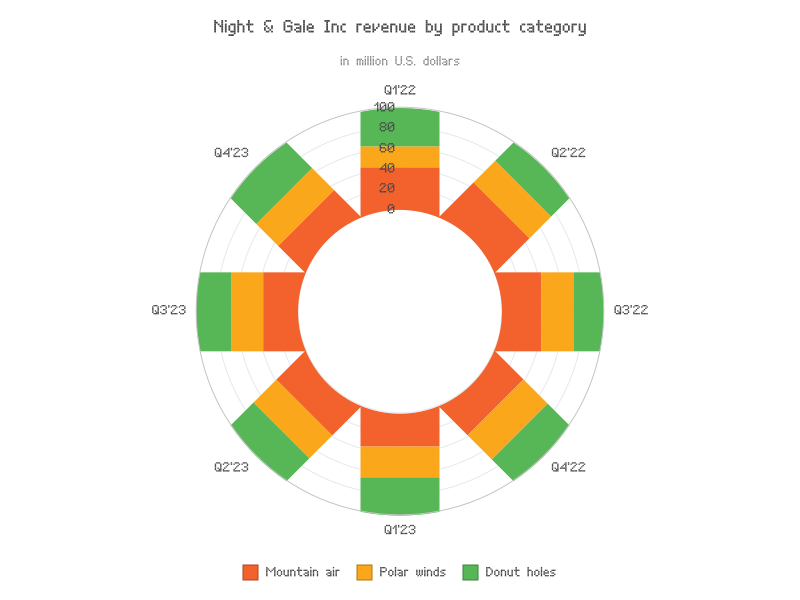 Night & Gale Inc revenue by product category
in million U.S. dollars
Q1'22
100
80
60
40
20
0
Q2'22
Q3'22
Q4'22
Q1'23
Q2'23
Q3'23
Q4'23
Mountain air
Polar winds
Donut holes